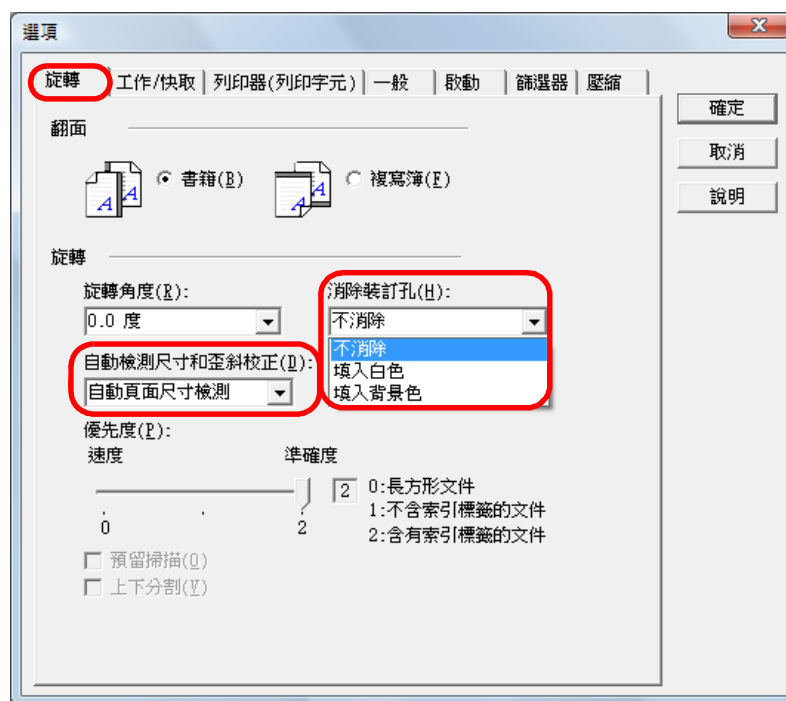 選項
旋轉 工作/快取 列印器(列印字元) 一般 啟動 篩選器 壓縮
確定
取消
說明
翻面
A A 書籍(B) A A 複寫簿(F)
旋轉
旋轉角度(R):
0.0 度
消除裝訂孔(H):
不消除
不消除
填入白色
填入背景色
自動檢測尺寸和歪斜校正(D):
自動頁面尺寸檢測
優先度(P):
速度 準確度
0 2
2
0:長方形文件
1:不含索引標籤的文件
2:含有索引標籤的文件
預留掃描(O)
上下分割(V)